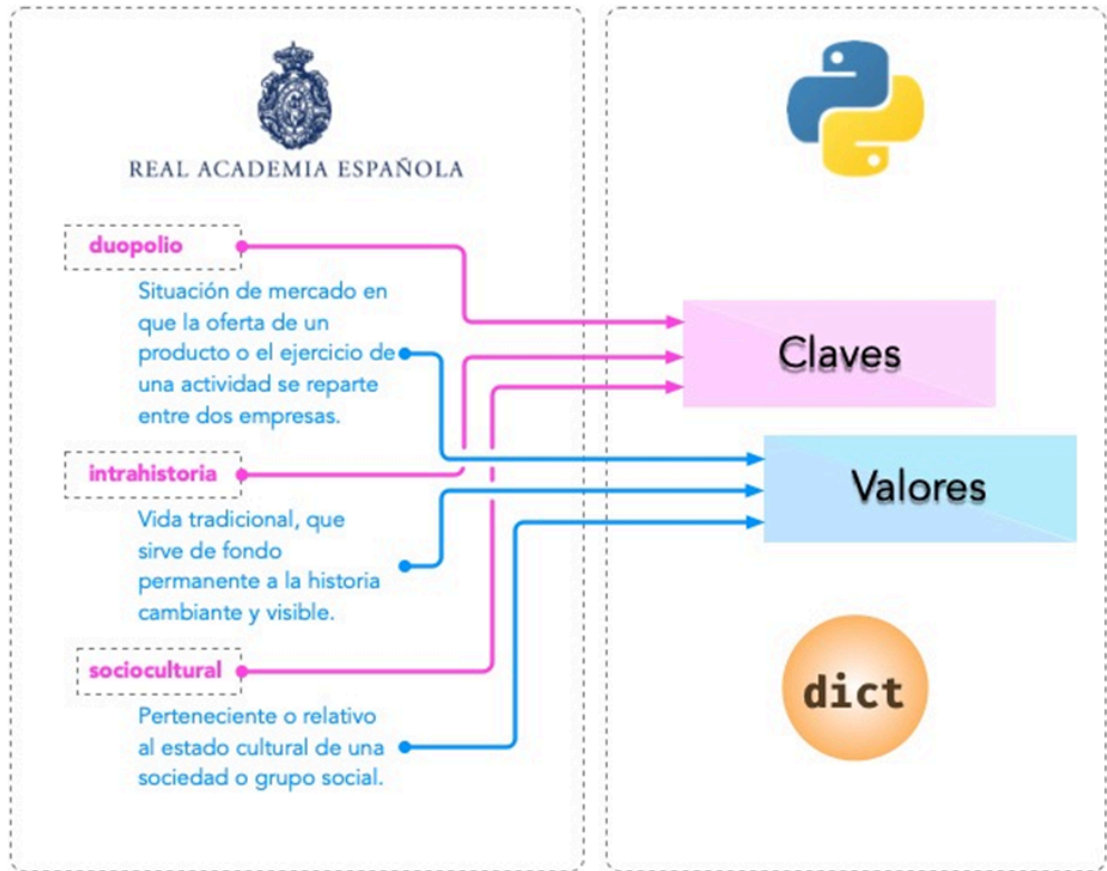 REAL ACADEMIA ESPAÑOLA
duopolio
Situación de mercado en
que la oferta de un
producto o el ejercicio de
una actividad se reparte
entre dos empresas.
intrahistoria
Vida tradicional, que
sirve de fondo
permanente a la historia
cambiante y visible.
sociocultural
Perteneciente o relativo
al estado cultural de una
sociedad o grupo social.
Claves
Valores
dict